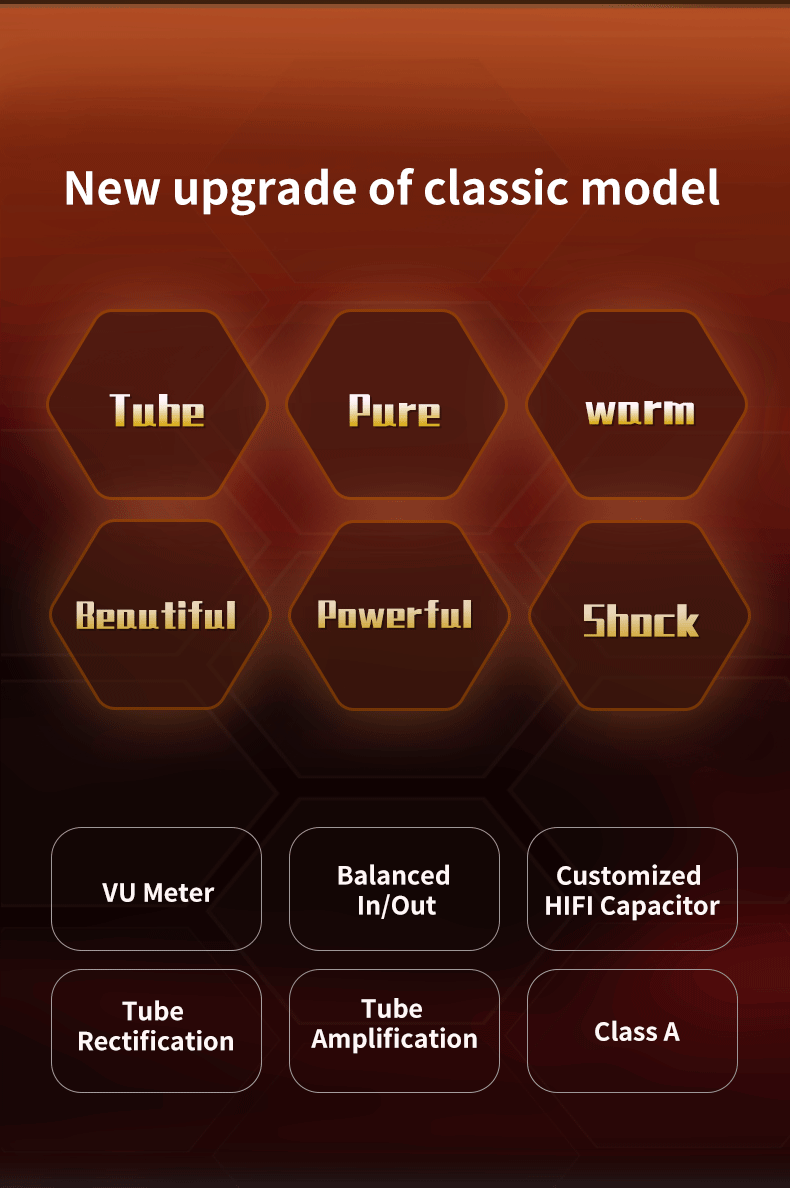 New upgrade of classic model
Tube
Pure
warm
Beautiful
Powerful
Shock
VU Meter
Balanced
In/Out
Customized
HIFI Capacitor
Tube
Rectification
Tube
Amplification
Class A